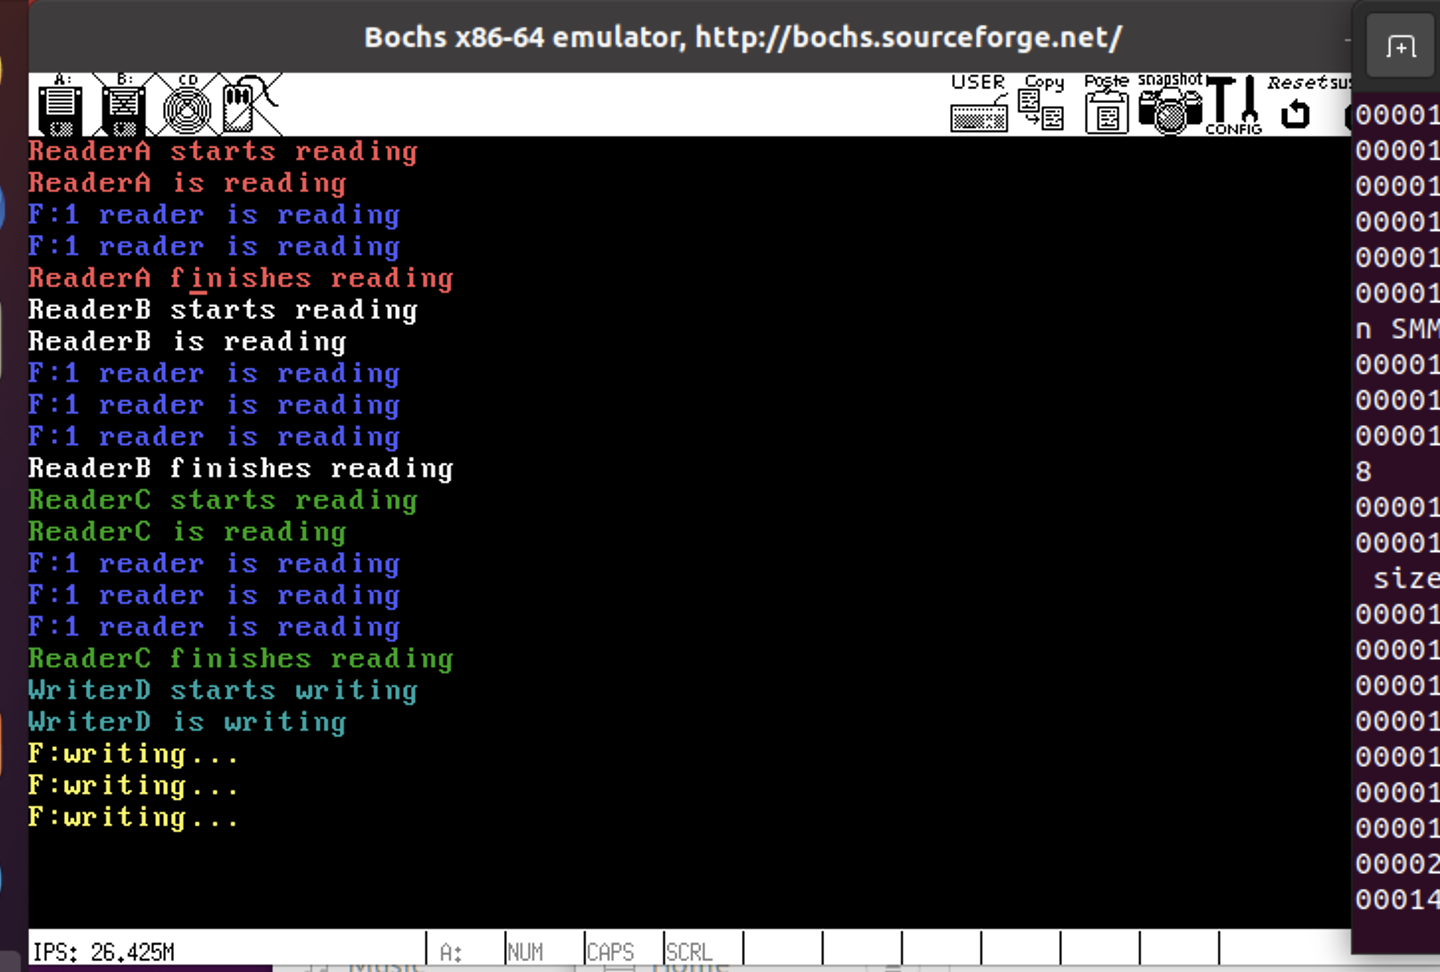 Bochs x86-64 emulator, http://bochs.sourceforge.net/
A: B: CD USER Copy Paste snapshot CONFIG Reset
ReaderA starts reading
ReaderA is reading
F:1 reader is reading
F:1 reader is reading
ReaderA finishes reading
ReaderB starts reading
ReaderB is reading
F:1 reader is reading
F:1 reader is reading
F:1 reader is reading
ReaderB finishes reading
ReaderC starts reading
ReaderC is reading
F:1 reader is reading
F:1 reader is reading
F:1 reader is reading
ReaderC finishes reading
WriterD starts writing
WriterD is writing
F:writing...
F:writing...
F:writing...
IPS: 26.425M A: NUM CAPS SCRL
00001
00001
00001
00001
00001
00001
n SMM
00001
00001
00001
8
00001
00001
size
00001
00001
00001
00001
00001
00001
00001
00002
00014